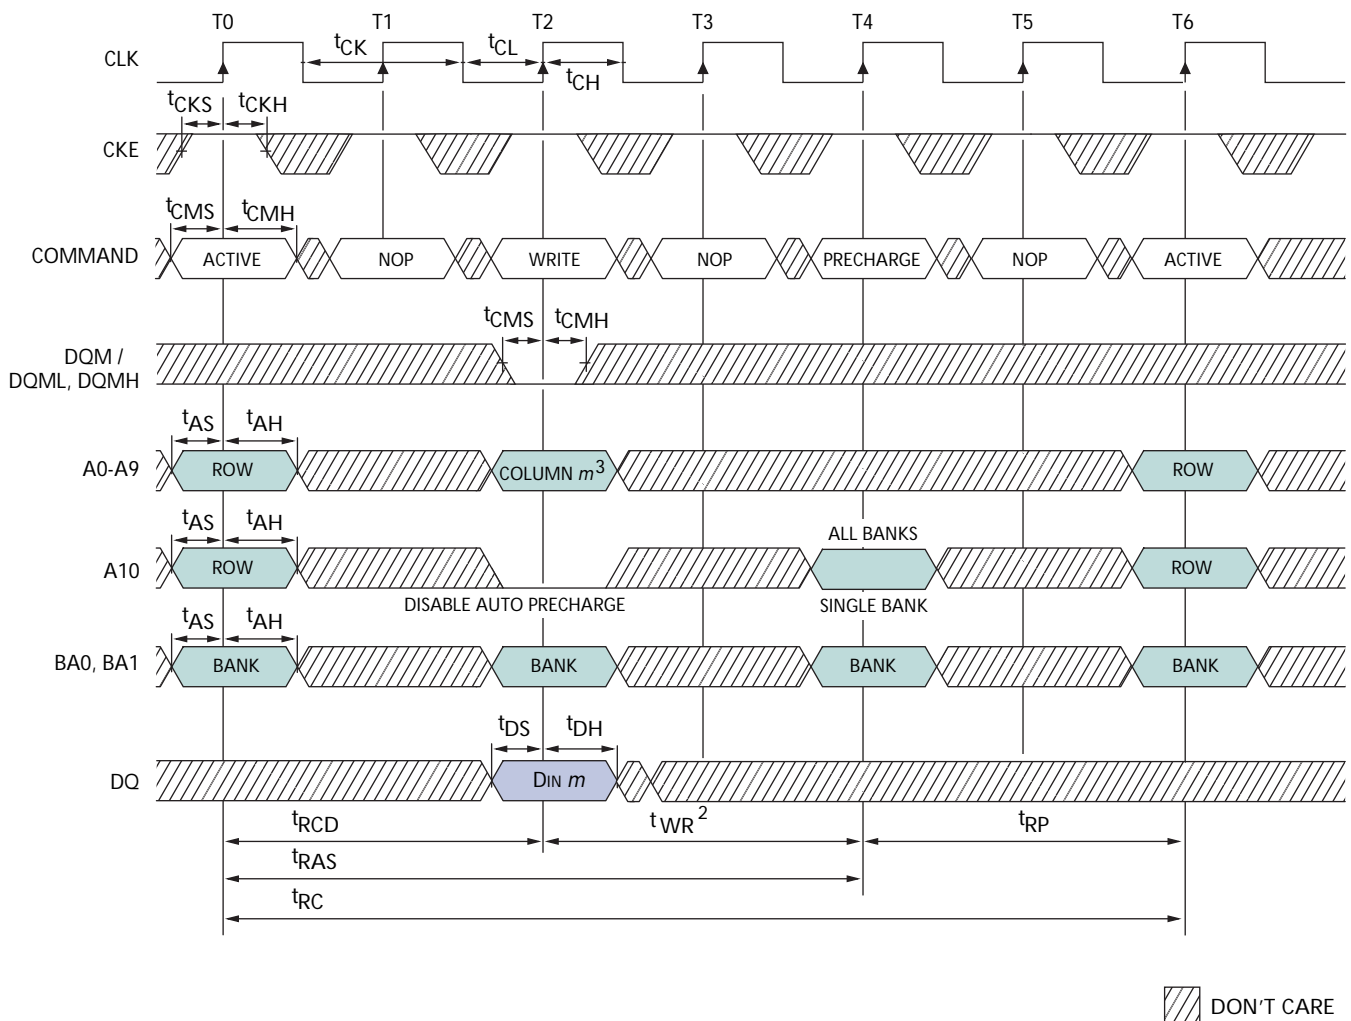 T0 T1 T2 T3 T4 T5 T6
CLK
tCK tCL
tCH
tCKS tCKH
CKE
tCMS tCMH
COMMAND ACTIVE NOP WRITE NOP PRECHARGE NOP ACTIVE
tCMS tCMH
DQM /
DQML, DQMH
tAS tAH
A0-A9 ROW COLUMN m3 ROW
tAS tAH
ALL BANKS
A10 ROW ROW
DISABLE AUTO PRECHARGE SINGLE BANK
tAS tAH
BA0, BA1 BANK BANK BANK BANK
tDS tDH
DQ DIN m
tRCD tWR2 tRP
tRAS
tRC
DON'T CARE